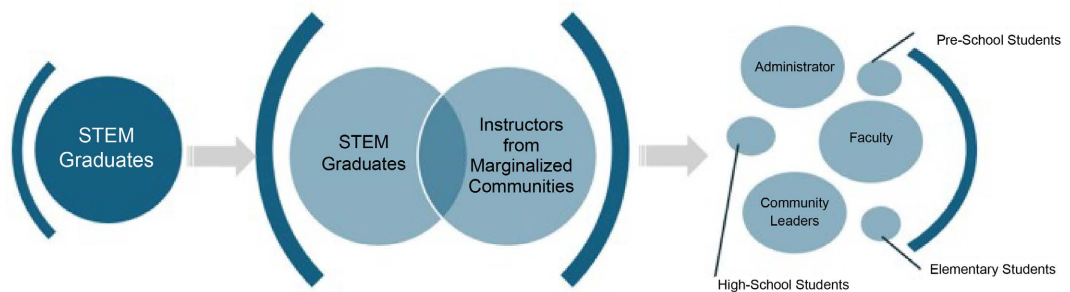 STEM
Graduates
STEM
Graduates
Instructors
from
Marginalized
Communities
Pre-School Students
Administrator
Faculty
Community
Leaders
Elementary Students
High-School Students